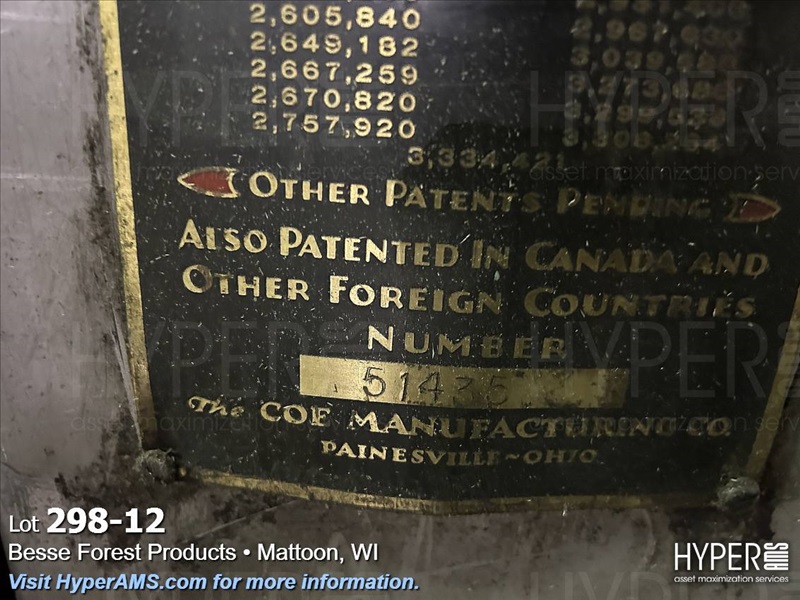 2,605,840
2,649,182
2,667,259
2,670,820
2,757,920
3,334,421
OTHER PATENTS PENDING
ALSO PATENTED IN CANADA AND
OTHER FOREIGN COUNTRIES
NUMBER
51435
The COE MANUFACTURING CO.
PAINESVILLE~OHIO
Lot 298-12
Besse Forest Products • Mattoon, WI
Visit HyperAMS.com for more information.
HYPER AMS
asset maximization services